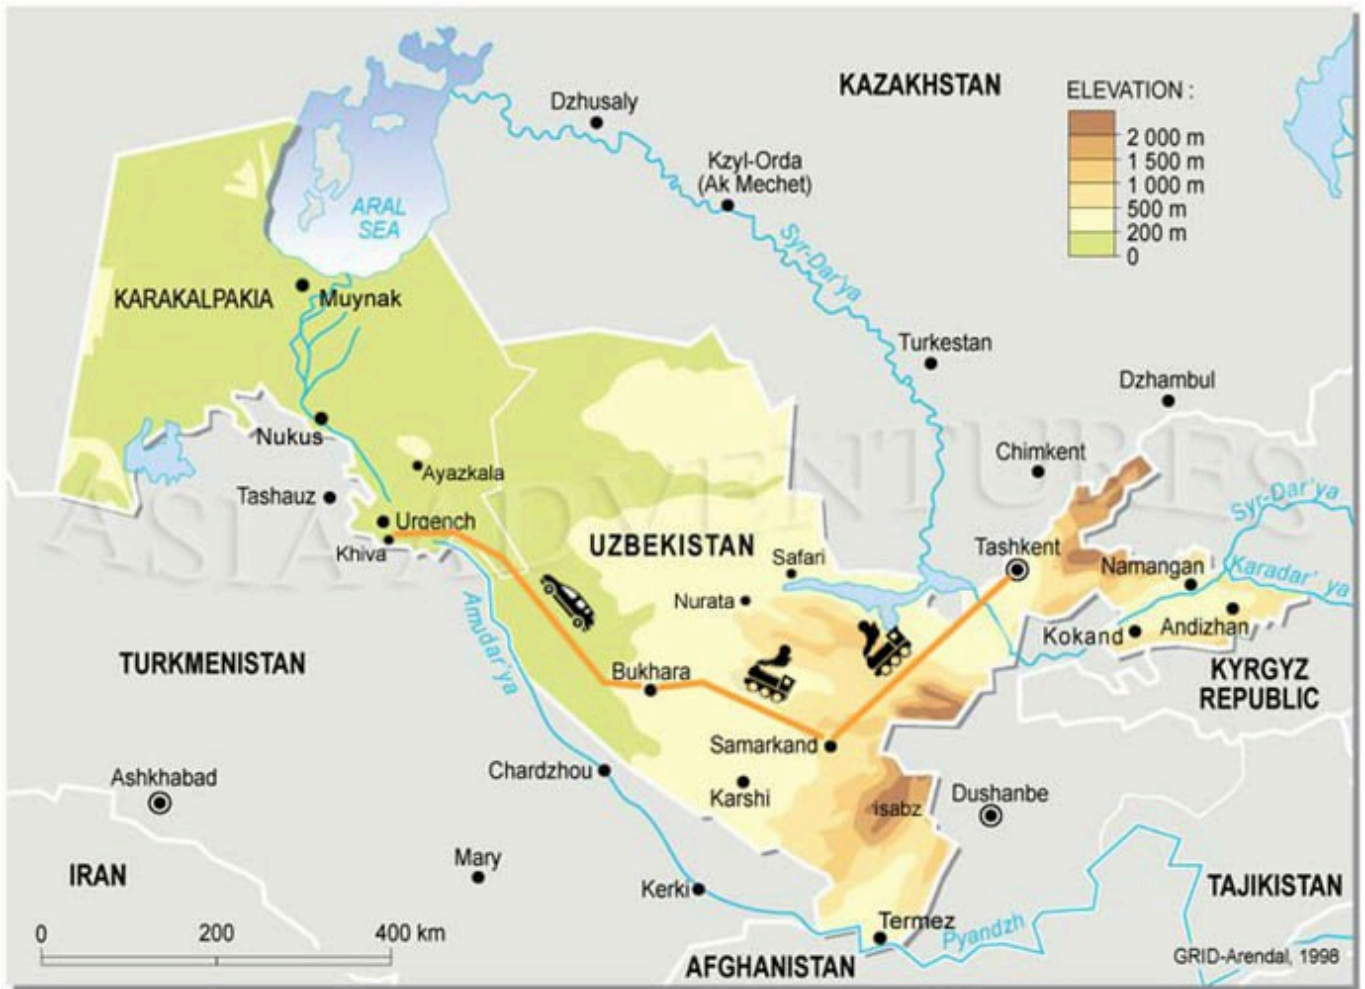 KAZAKHSTAN
ELEVATION :
2 000 m
1 500 m
1 000 m
500 m
200 m
0
Dzhusaly
Kzyl-Orda
(Ak Mechet)
ARAL
SEA
Syr-Dar'ya
KARAKALPAKIA
Muynak
Turkestan
Dzhambul
Nukus
Chimkent
Ayazkala
Tashauz
ASIA ADVENTURES
Syr-Dar'ya
Urgench
Khiva
UZBEKISTAN
Safari
Tashkent
Namangan
Karadar' ya
Nurata
Amudar'ya
Kokand
Andizhan
TURKMENISTAN
Bukhara
KYRGYZ
REPUBLIC
Samarkand
Chardzhou
Ashkhabad
Karshi
isabz
Dushanbe
Mary
IRAN
Kerki
TAJIKISTAN
Termez
Pyandzh
0 200 400 km
AFGHANISTAN
GRID-Arendal, 1998